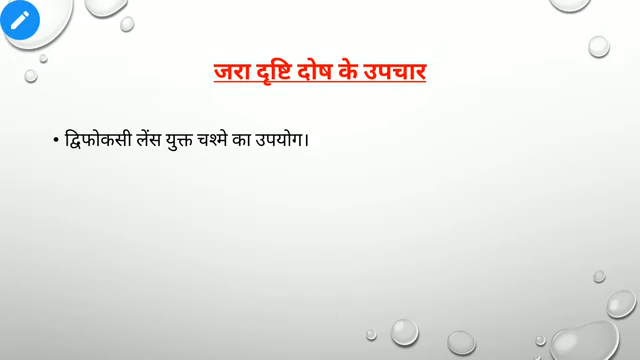 जरा दृष्टि दोष के उपचार
• द्विफोकसी लेंस युक्त चश्मे का उपयोग।